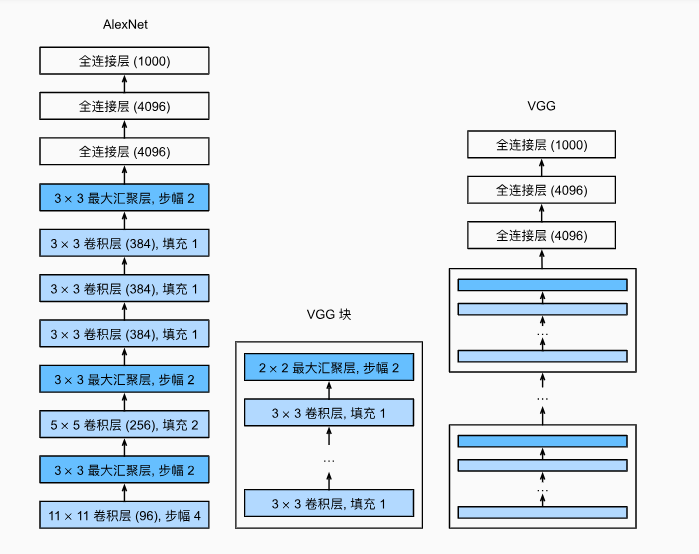 AlexNet
全连接层 (1000)
全连接层 (4096)
全连接层 (4096)
3 × 3 最大汇聚层, 步幅 2
3 × 3 卷积层 (384), 填充 1
3 × 3 卷积层 (384), 填充 1
3 × 3 卷积层 (384), 填充 1
3 × 3 最大汇聚层, 步幅 2
5 × 5 卷积层 (256), 填充 2
3 × 3 最大汇聚层, 步幅 2
11 × 11 卷积层 (96), 步幅 4
VGG 块
2 × 2 最大汇聚层, 步幅 2
3 × 3 卷积层, 填充 1
...
3 × 3 卷积层, 填充 1
VGG
全连接层 (1000)
全连接层 (4096)
全连接层 (4096)
...
...
...